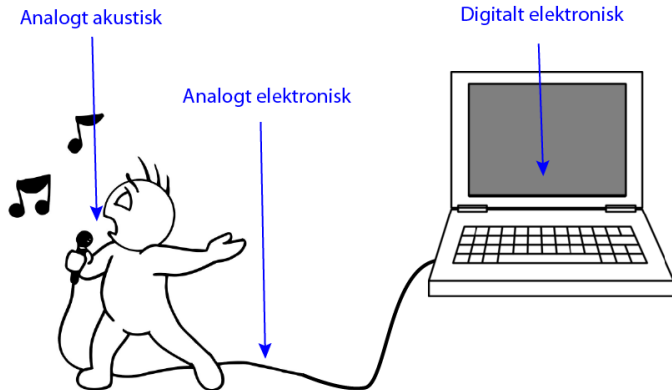 Analogt akustisk
Digitalt elektronisk
Analogt elektronisk